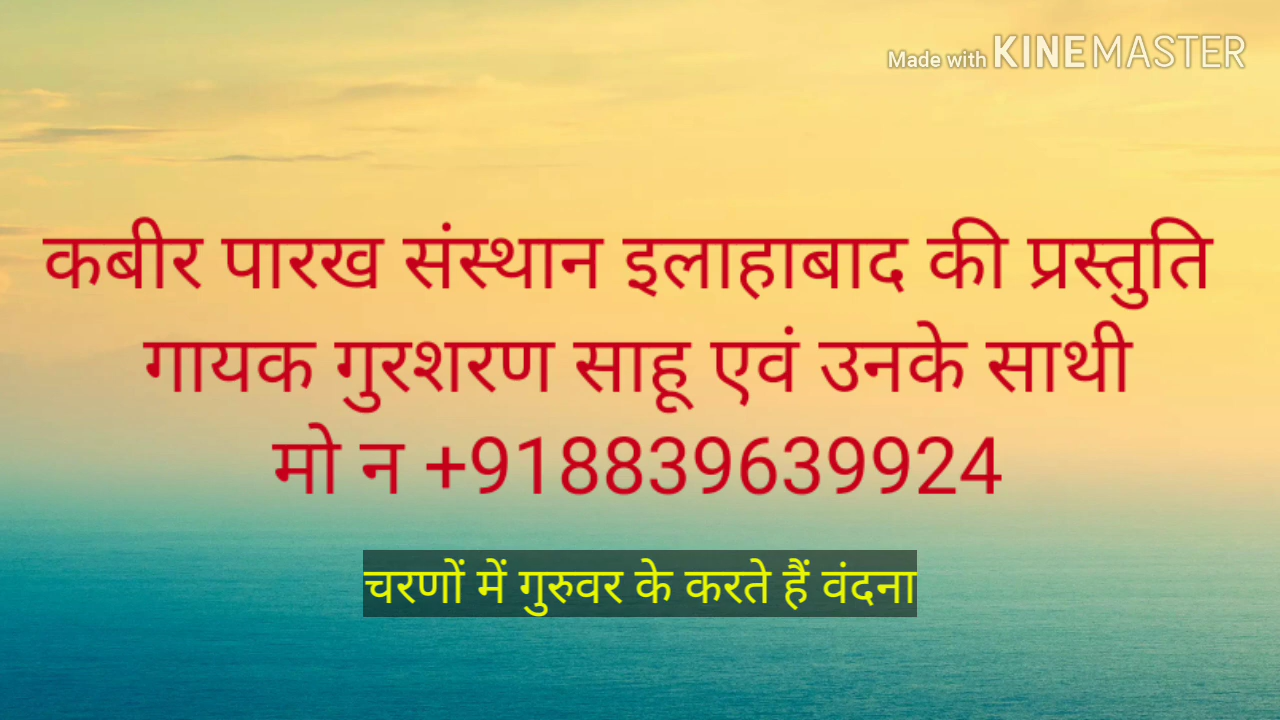 Made with KINEMASTER
कबीर पारख संस्थान इलाहाबाद की प्रस्तुति
गायक गुरशरण साहू एवं उनके साथी
मो न +918839639924
चरणों में गुरुवर के करते हैं वंदना